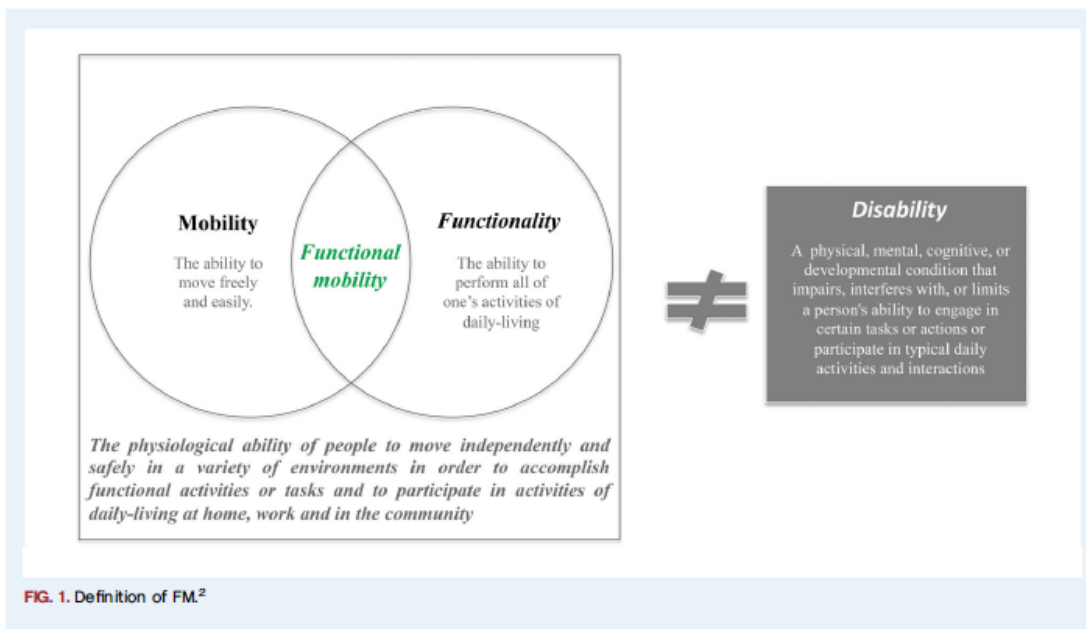 Mobility
The ability to
move freely
and easily.
Functional
mobility
Functionality
The ability to
perform all of
one's activities of
daily-living
The physiological ability of people to move independently and
safely in a variety of environments in order to accomplish
functional activities or tasks and to participate in activities of
daily-living at home, work and in the community
≠
Disability
A physical, mental, cognitive, or
developmental condition that
impairs, interferes with, or limits
a person's ability to engage in
certain tasks or actions or
participate in typical daily
activities and interactions
FIG. 1. Definition of FM.²